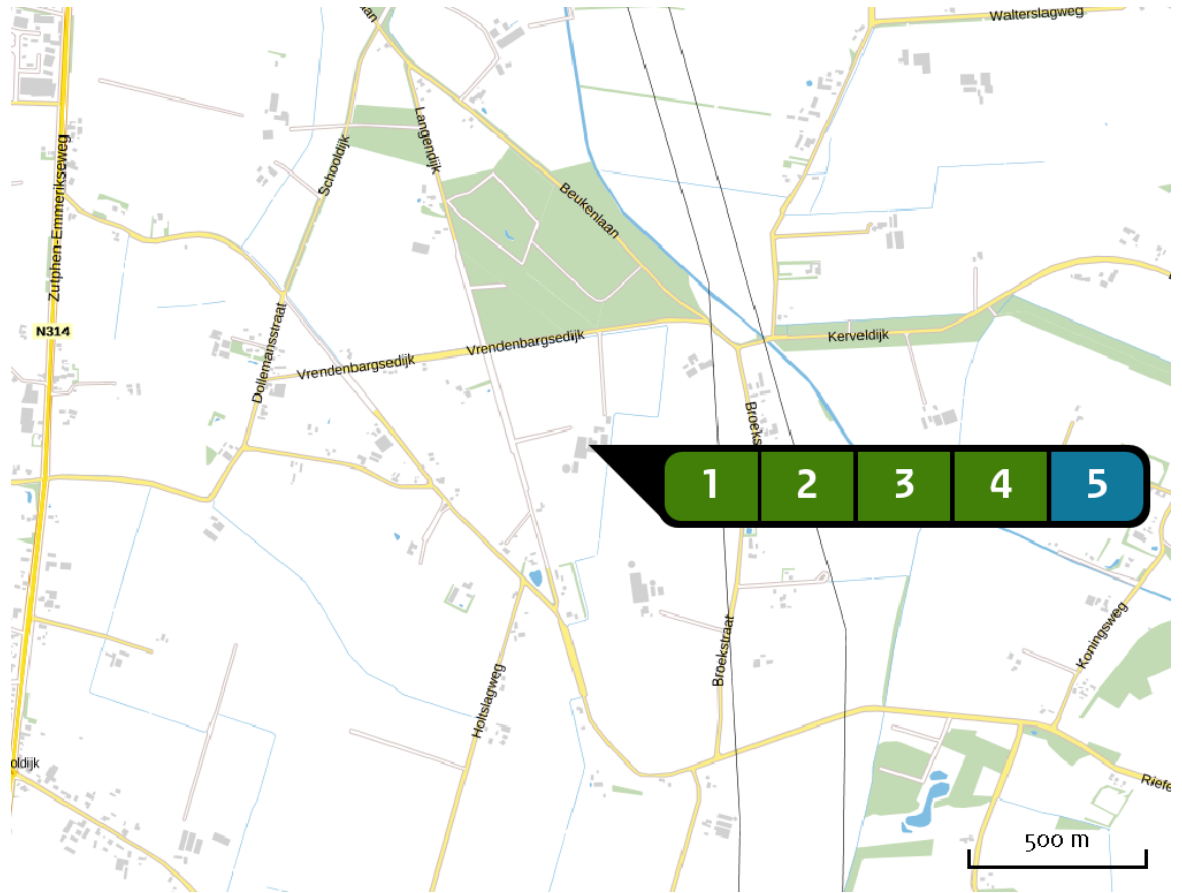 laan
Walterslagweg
Langendijk
Zutphen-Emmerikseweg
Schooldijk
Beukenlaan
N314
Dollemansstraat
Vrendenbargsedijk
Vrendenbargsedijk
Kerveldijk
Broeks
1 2 3 4 5
Broekstraat
Koningsweg
Holtslagweg
oldijk
Riefe
500 m